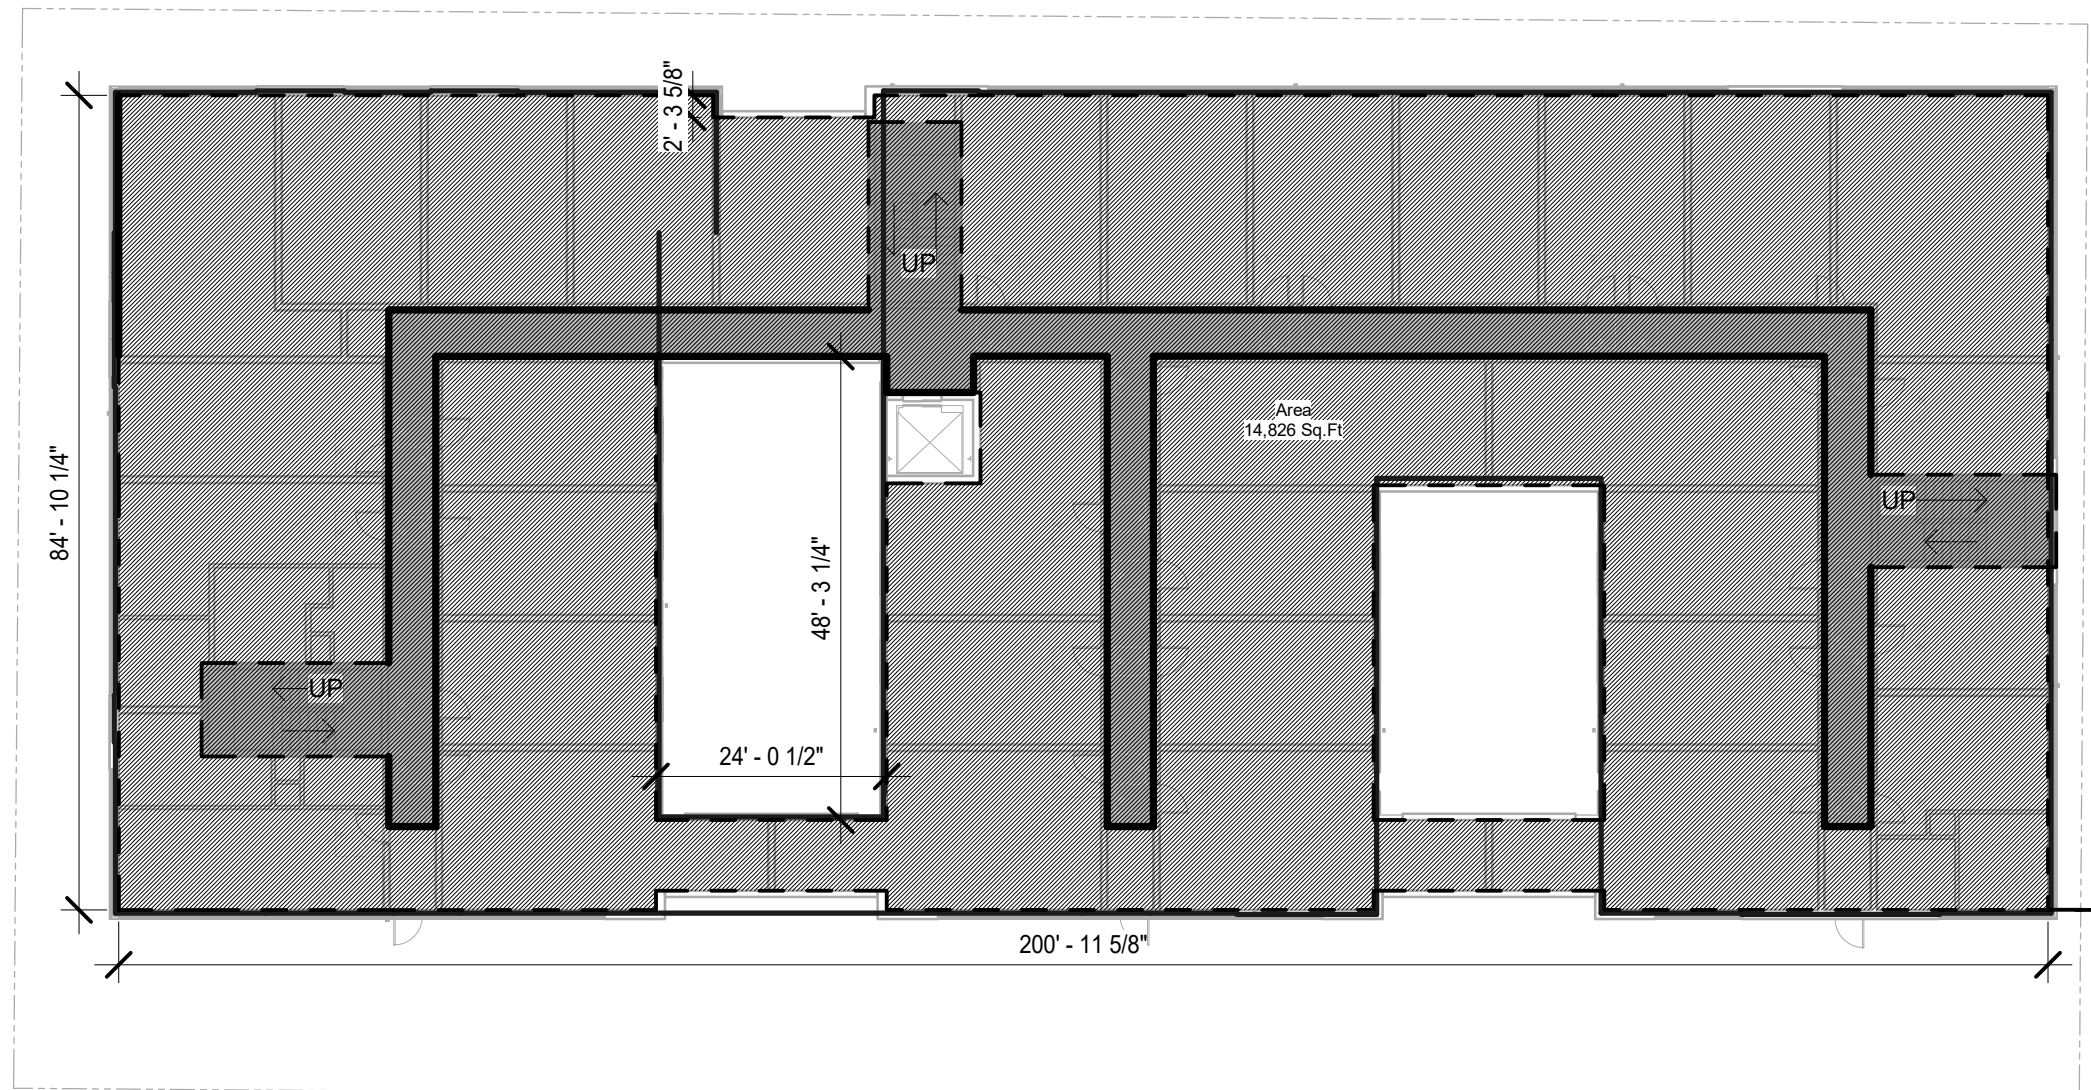 2' - 3 5/8"
UP
Area
14,826 Sq.Ft
84' - 10 1/4"
UP
48' - 3 1/4"
UP
24' - 0 1/2"
200' - 11 5/8"